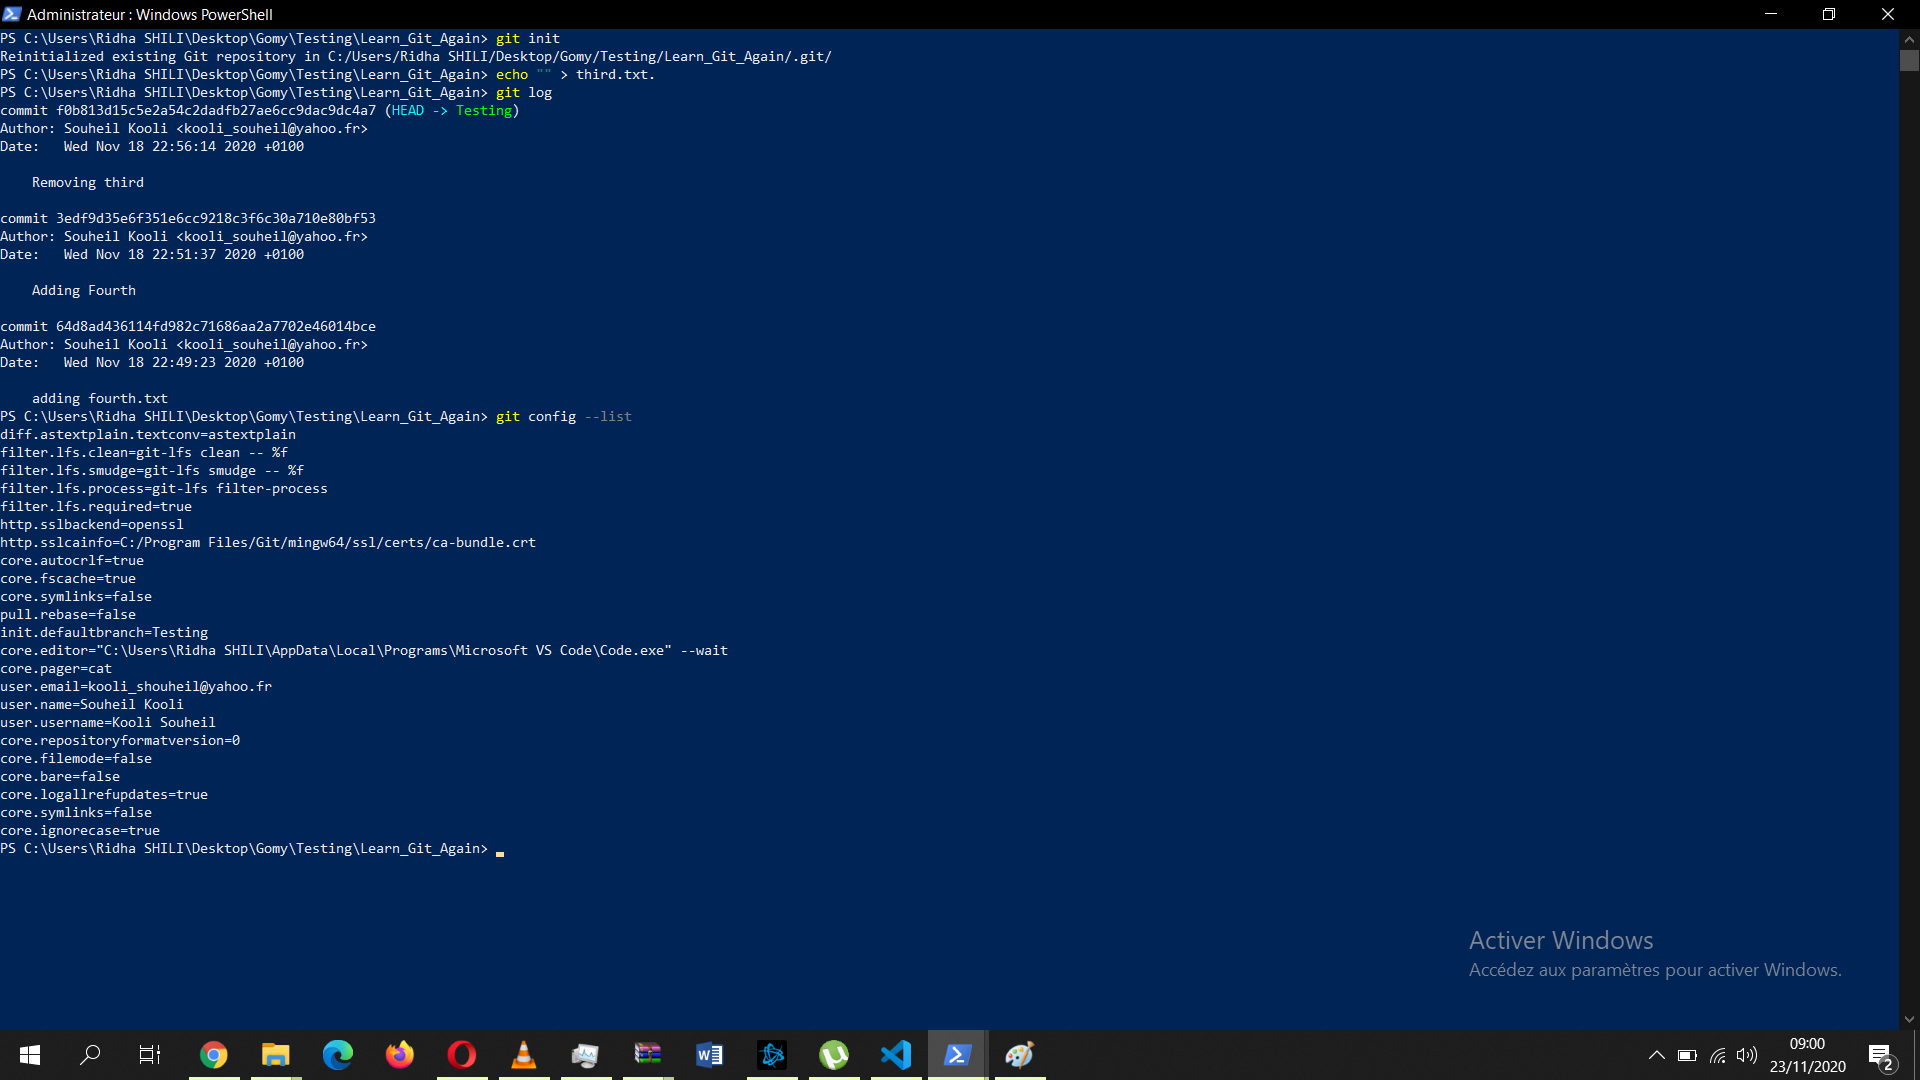 Administrateur : Windows PowerShell
PS C:\Users\Ridha SHILI\Desktop\Gomy\Testing\Learn_Git_Again> git init
Reinitialized existing Git repository in C:/Users/Ridha SHILI/Desktop/Gomy/Testing/Learn_Git_Again/.git/
PS C:\Users\Ridha SHILI\Desktop\Gomy\Testing\Learn_Git_Again> echo "" > third.txt.
PS C:\Users\Ridha SHILI\Desktop\Gomy\Testing\Learn_Git_Again> git log
commit f0b813d15c5e2a54c2dadfb27ae6cc9dac9dc4a7 (HEAD -> Testing)
Author: Souheil Kooli <kooli_souheil@yahoo.fr>
Date:   Wed Nov 18 22:56:14 2020 +0100
Removing third
commit 3edf9d35e6f351e6cc9218c3f6c30a710e80bf53
Author: Souheil Kooli <kooli_souheil@yahoo.fr>
Date:   Wed Nov 18 22:51:37 2020 +0100
Adding Fourth
commit 64d8ad436114fd982c71686aa2a7702e46014bce
Author: Souheil Kooli <kooli_souheil@yahoo.fr>
Date:   Wed Nov 18 22:49:23 2020 +0100
adding fourth.txt
PS C:\Users\Ridha SHILI\Desktop\Gomy\Testing\Learn_Git_Again> git config --list
diff.astextplain.textconv=astextplain
filter.lfs.clean=git-lfs clean -- %f
filter.lfs.smudge=git-lfs smudge -- %f
filter.lfs.process=git-lfs filter-process
filter.lfs.required=true
http.sslbackend=openssl
http.sslcainfo=C:/Program Files/Git/mingw64/ssl/certs/ca-bundle.crt
core.autocrlf=true
core.fscache=true
core.symlinks=false
pull.rebase=false
init.defaultbranch=Testing
core.editor="C:\Users\Ridha SHILI\AppData\Local\Programs\Microsoft VS Code\Code.exe" --wait
core.pager=cat
user.email=kooli_shouheil@yahoo.fr
user.name=Souheil Kooli
user.username=Kooli Souheil
core.repositoryformatversion=0
core.filemode=false
core.bare=false
core.logallrefupdates=true
core.symlinks=false
core.ignorecase=true
PS C:\Users\Ridha SHILI\Desktop\Gomy\Testing\Learn_Git_Again>
Activer Windows
Accédez aux paramètres pour activer Windows.
09:00
23/11/2020
2